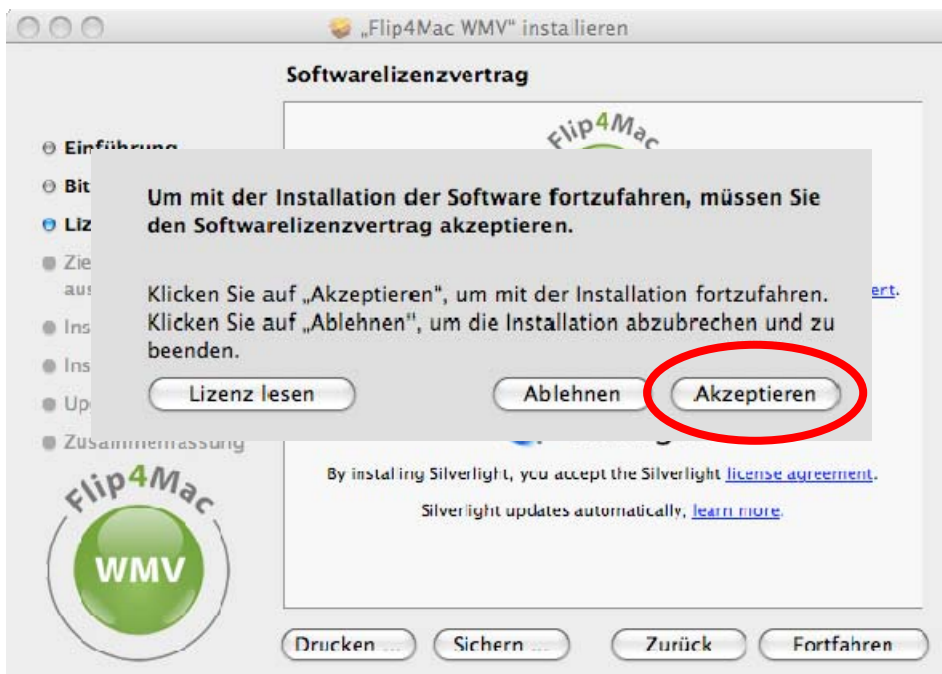 „Flip4Mac WMV“ installieren
Softwarelizenzvertrag
Flip4Mac
Einführung
Bit
Liz
Zie
aus
Ins
Ins
Up
Zusammenfassung
Um mit der Installation der Software fortzufahren, müssen Sie
den Softwarelizenzvertrag akzeptieren.
Klicken Sie auf „Akzeptieren“, um mit der Installation fortzufahren.
Klicken Sie auf „Ablehnen“, um die Installation abzubrechen und zu
beenden.
ert.
Lizenz lesen
Ablehnen
Akzeptieren
By installing Silverlight, you accept the Silverlight license agreement.
Silverlight updates automatically, learn more.
Flip4Mac
WMV
Drucken ...
Sichern ...
Zurück
Fortfahren